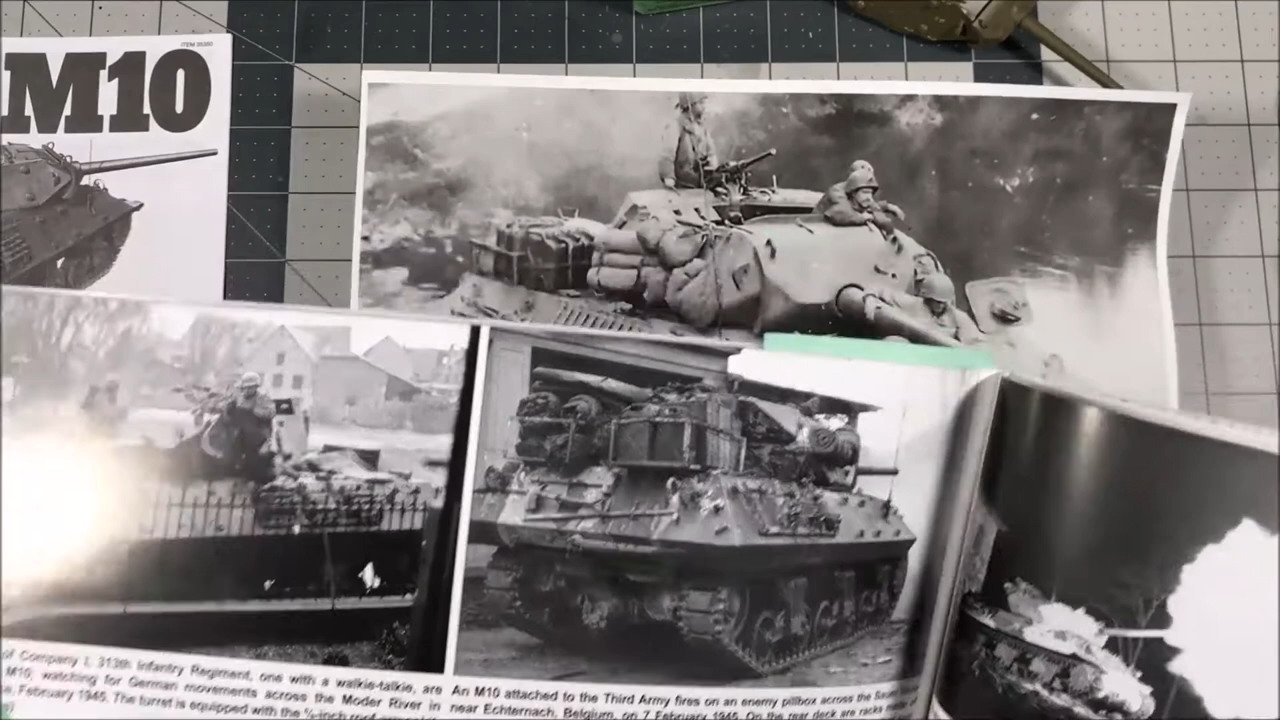 ITEM 35350
M10
of Company I, 313th Infantry Regiment, one with a walkie-talkie, are
M10, watching for German movements across the Moder River in
February 1945. The turret is equipped with the
An M10 attached to the Third Army fires on an enemy pillbox across the Sauer
near Echternach, Belgium, on 7 February 1945. On the rear deck are racks made